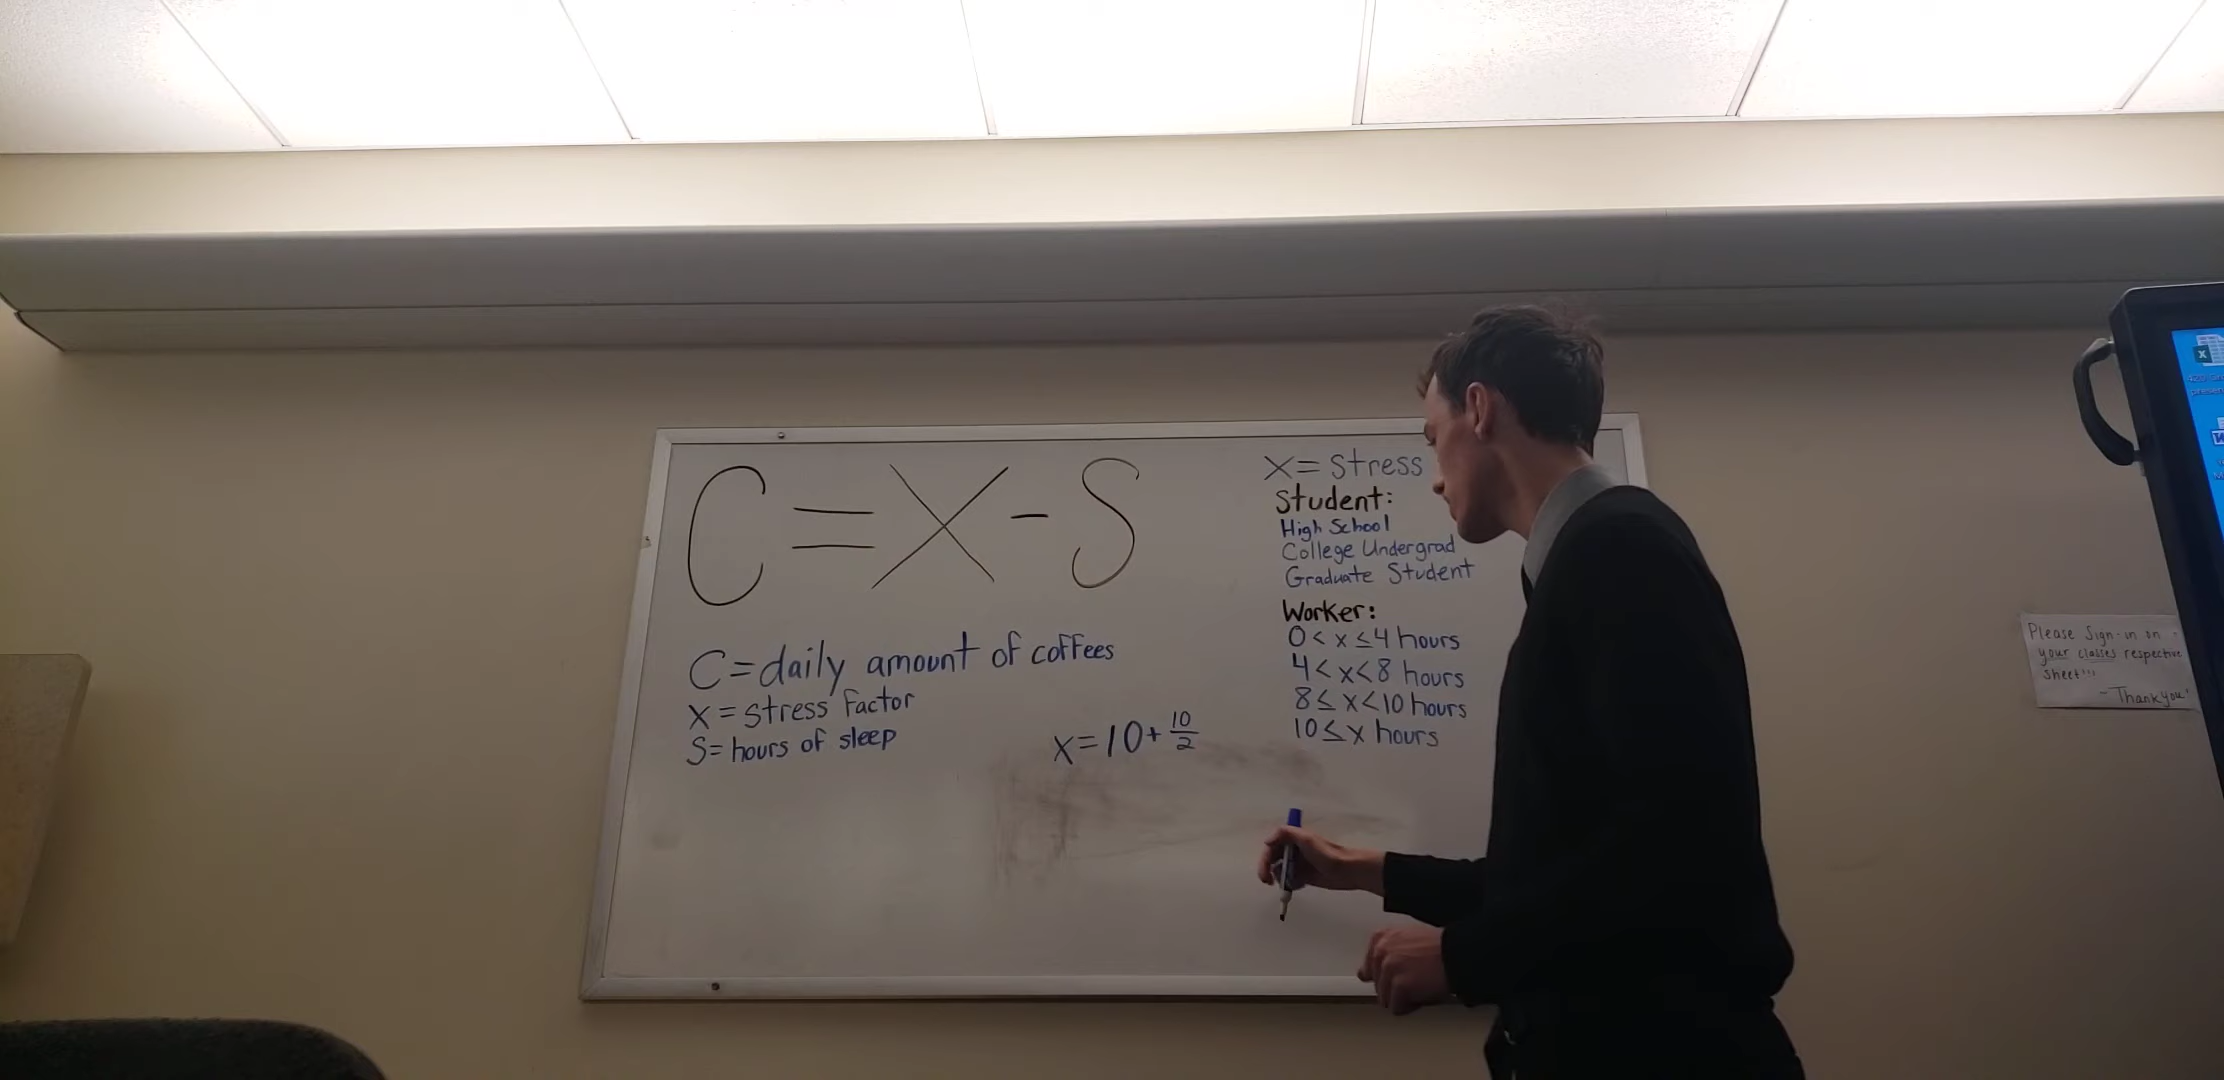 C=X-S
C=daily amount of coffees
X=stress factor
S=hours of sleep
x=10+10/2
X=Stress
Student:
High School
College Undergrad
Graduate Student
Worker:
0<x≤4 hours
4<x<8 hours
8≤x<10 hours
10≤x hours
Please Sign-in on
your classes respective
sheet!!!
-Thank you!